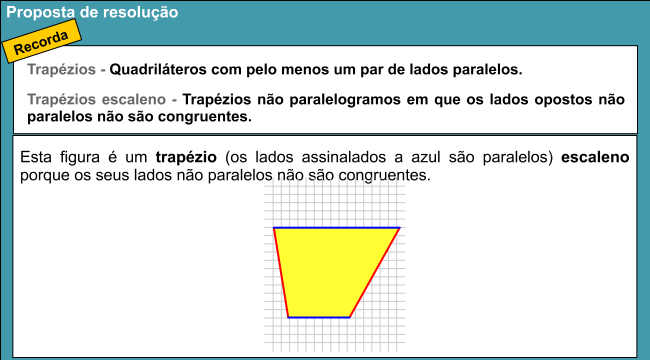 Proposta de resolução
Recorda
Trapézios - Quadriláteros com pelo menos um par de lados paralelos.
Trapézios escaleno - Trapézios não paralelogramos em que os lados opostos não
paralelos não são congruentes.
Esta figura é um trapézio (os lados assinalados a azul são paralelos) escaleno
porque os seus lados não paralelos não são congruentes.